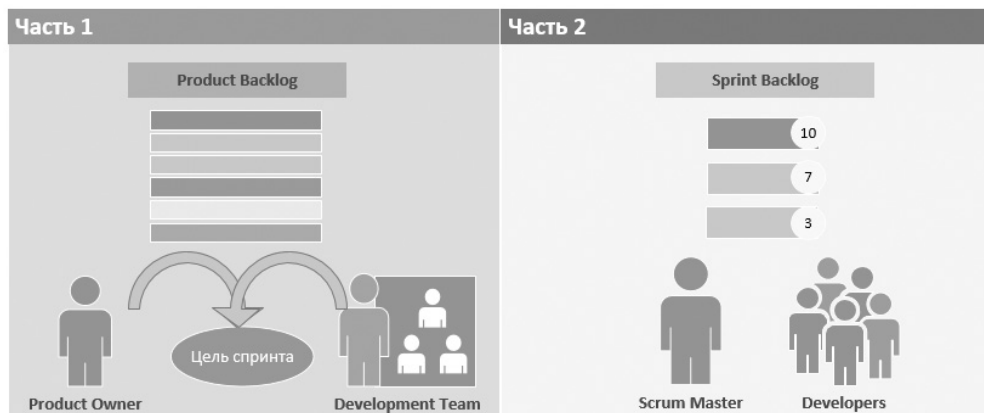 Часть 1
Product Backlog
Цель спринта
Product Owner
Development Team
Часть 2
Sprint Backlog
10
7
3
Scrum Master
Developers